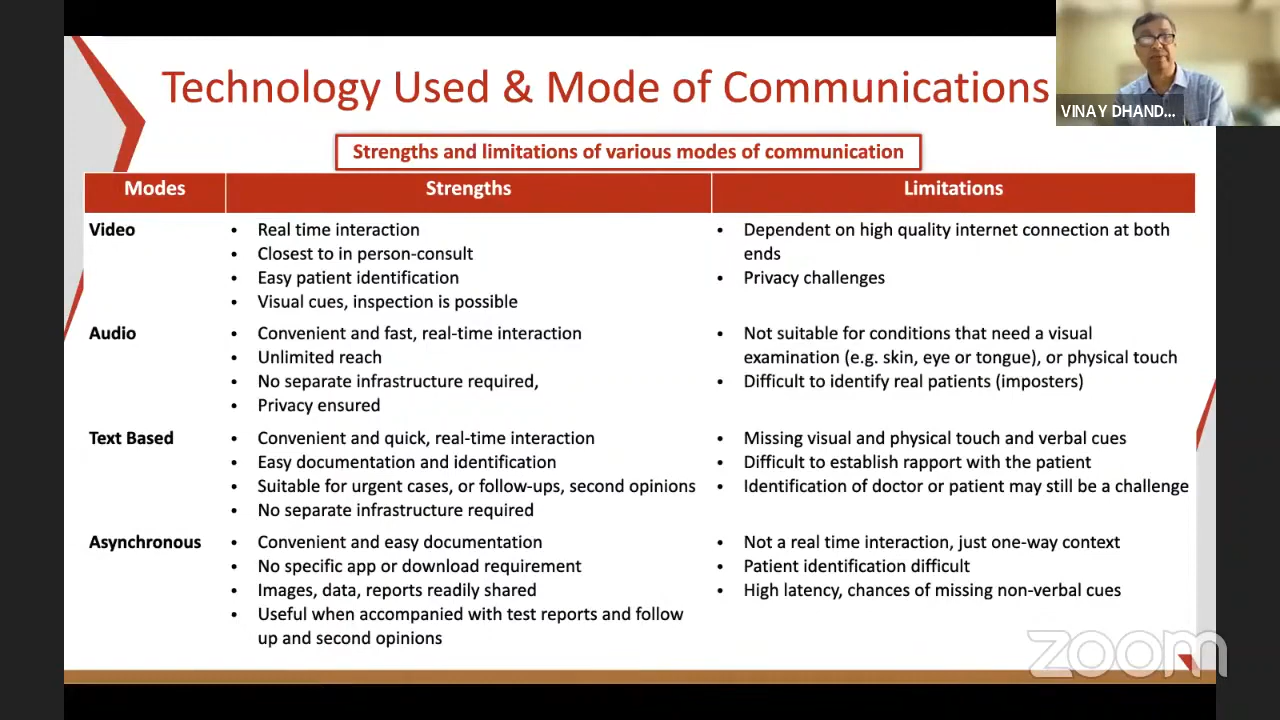 Technology Used & Mode of Communications
VINAY DHAND...
Strengths and limitations of various modes of communication
Modes
Strengths
Limitations
Video
• Real time interaction
• Closest to in person-consult
• Easy patient identification
• Visual cues, inspection is possible
• Dependent on high quality internet connection at both
ends
• Privacy challenges
Audio
• Convenient and fast, real-time interaction
• Unlimited reach
• No separate infrastructure required,
• Privacy ensured
• Not suitable for conditions that need a visual
examination (e.g. skin, eye or tongue), or physical touch
• Difficult to identify real patients (imposters)
Text Based
• Convenient and quick, real-time interaction
• Easy documentation and identification
• Suitable for urgent cases, or follow-ups, second opinions
• No separate infrastructure required
• Missing visual and physical touch and verbal cues
• Difficult to establish rapport with the patient
• Identification of doctor or patient may still be a challenge
Asynchronous
• Convenient and easy documentation
• No specific app or download requirement
• Images, data, reports readily shared
• Useful when accompanied with test reports and follow
up and second opinions
• Not a real time interaction, just one-way context
• Patient identification difficult
• High latency, chances of missing non-verbal cues
zoom